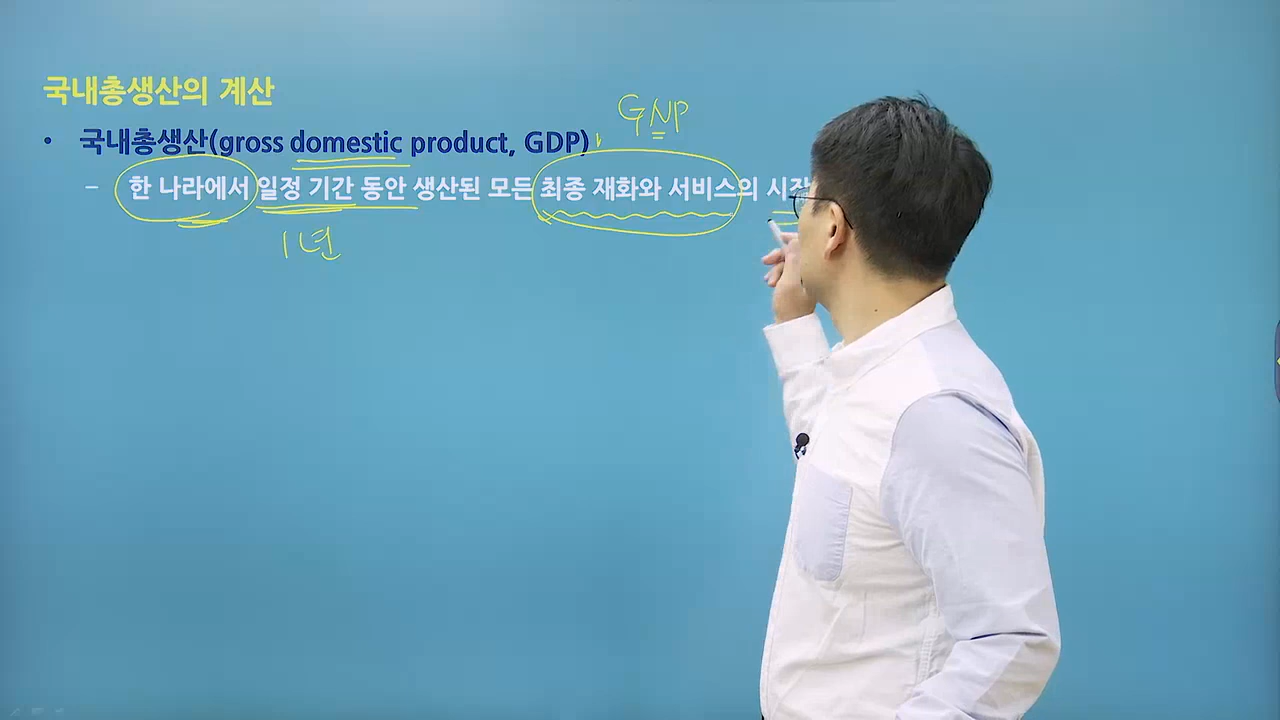 국내총생산의 계산
GNP
• 국내총생산(gross domestic product, GDP)
– 한 나라에서 일정 기간 동안 생산된 모든 최종 재화와 서비스의 시장
1년